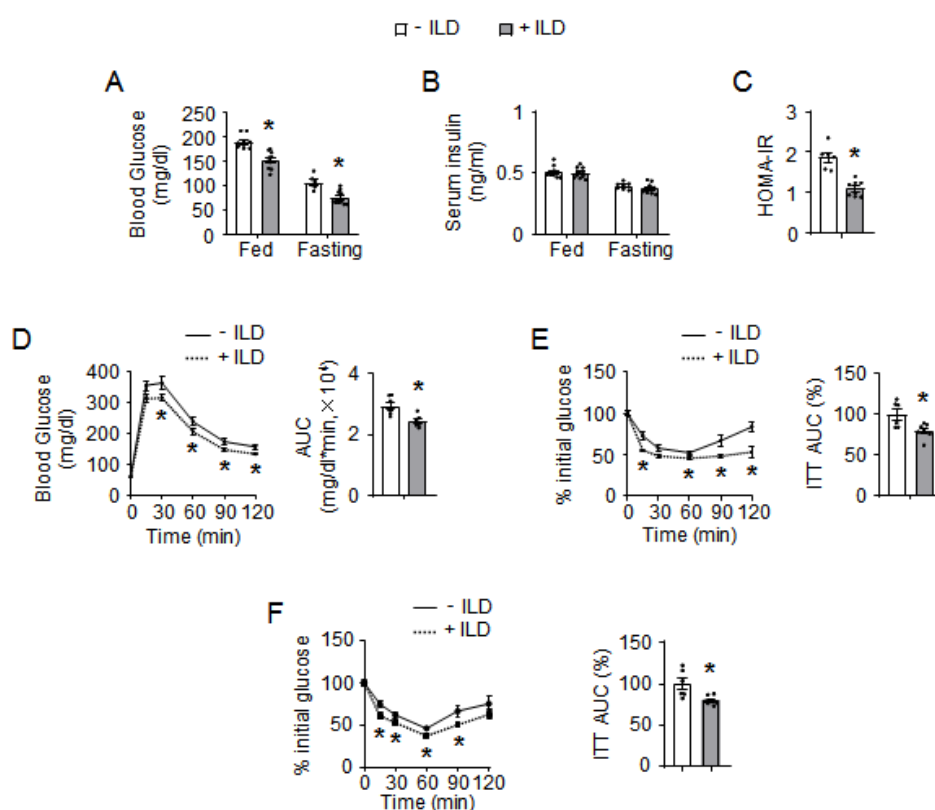 - ILD + ILD
A
Blood Glucose
(mg/dl)
250
200
150
100
50
0
*
*
Fed Fasting
B
Serum insulin
(ng/ml)
1
0.5
0
Fed Fasting
C
HOMA-IR
3
2
1
0
*
D
- ILD
+ ILD
Blood Glucose
(mg/dl)
400
300
200
100
0
* * * *
0 30 60 90 120
Time (min)
AUC
(mg/dl*min, ×10⁴)
4
2
0
*
E
- ILD
+ ILD
% initial glucose
150
100
50
0
* * * *
0 30 60 90 120
Time (min)
ITT AUC (%)
150
100
50
0
*
F
- ILD
+ ILD
% initial glucose
150
100
50
0
* * * *
0 30 60 90 120
Time (min)
ITT AUC (%)
150
100
50
0
*